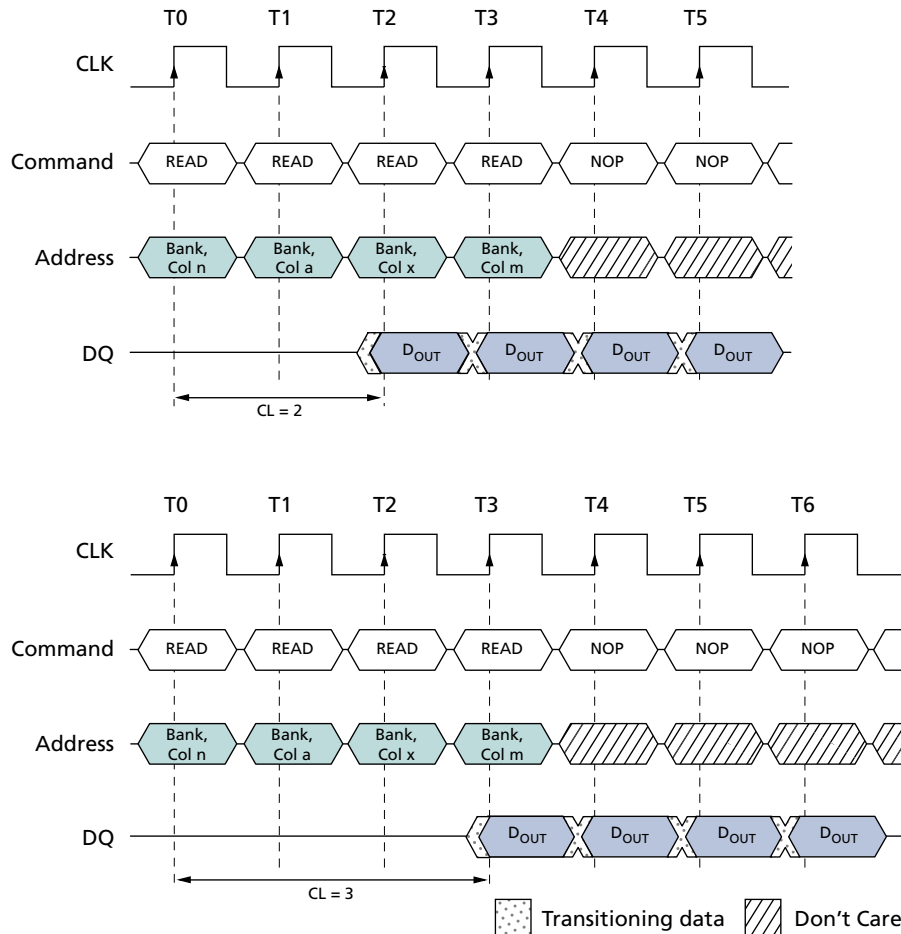 T0 T1 T2 T3 T4 T5
CLK
Command READ READ READ READ NOP NOP
Address Bank, Col n Bank, Col a Bank, Col x Bank, Col m
DQ DOUT DOUT DOUT DOUT
CL = 2
T0 T1 T2 T3 T4 T5 T6
CLK
Command READ READ READ READ NOP NOP NOP
Address Bank, Col n Bank, Col a Bank, Col x Bank, Col m
DQ DOUT DOUT DOUT DOUT
CL = 3
Transitioning data Don't Care